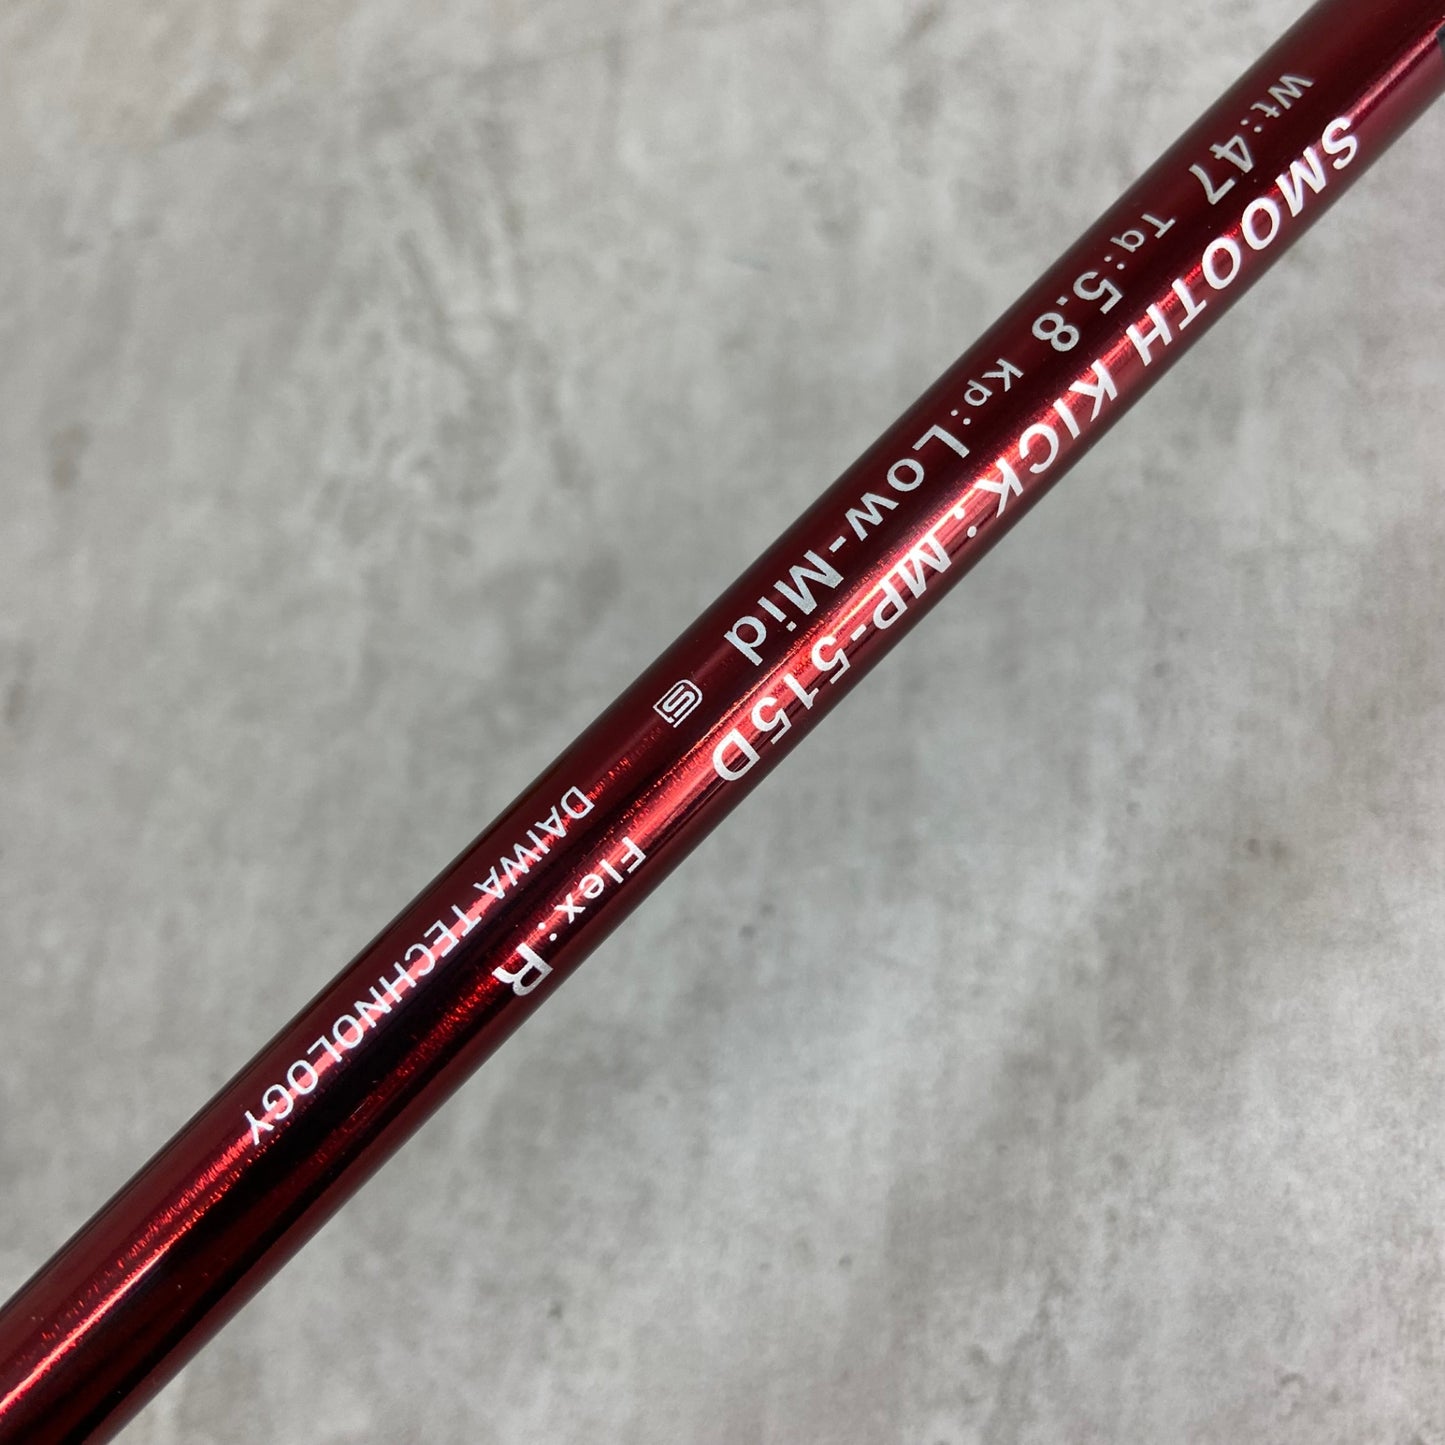 SMOOTH KICK:MP-515D Flex:R
Wt:47 Tq:5.8 Kp:Low-Mid
DAIWA TECHNOLOGY